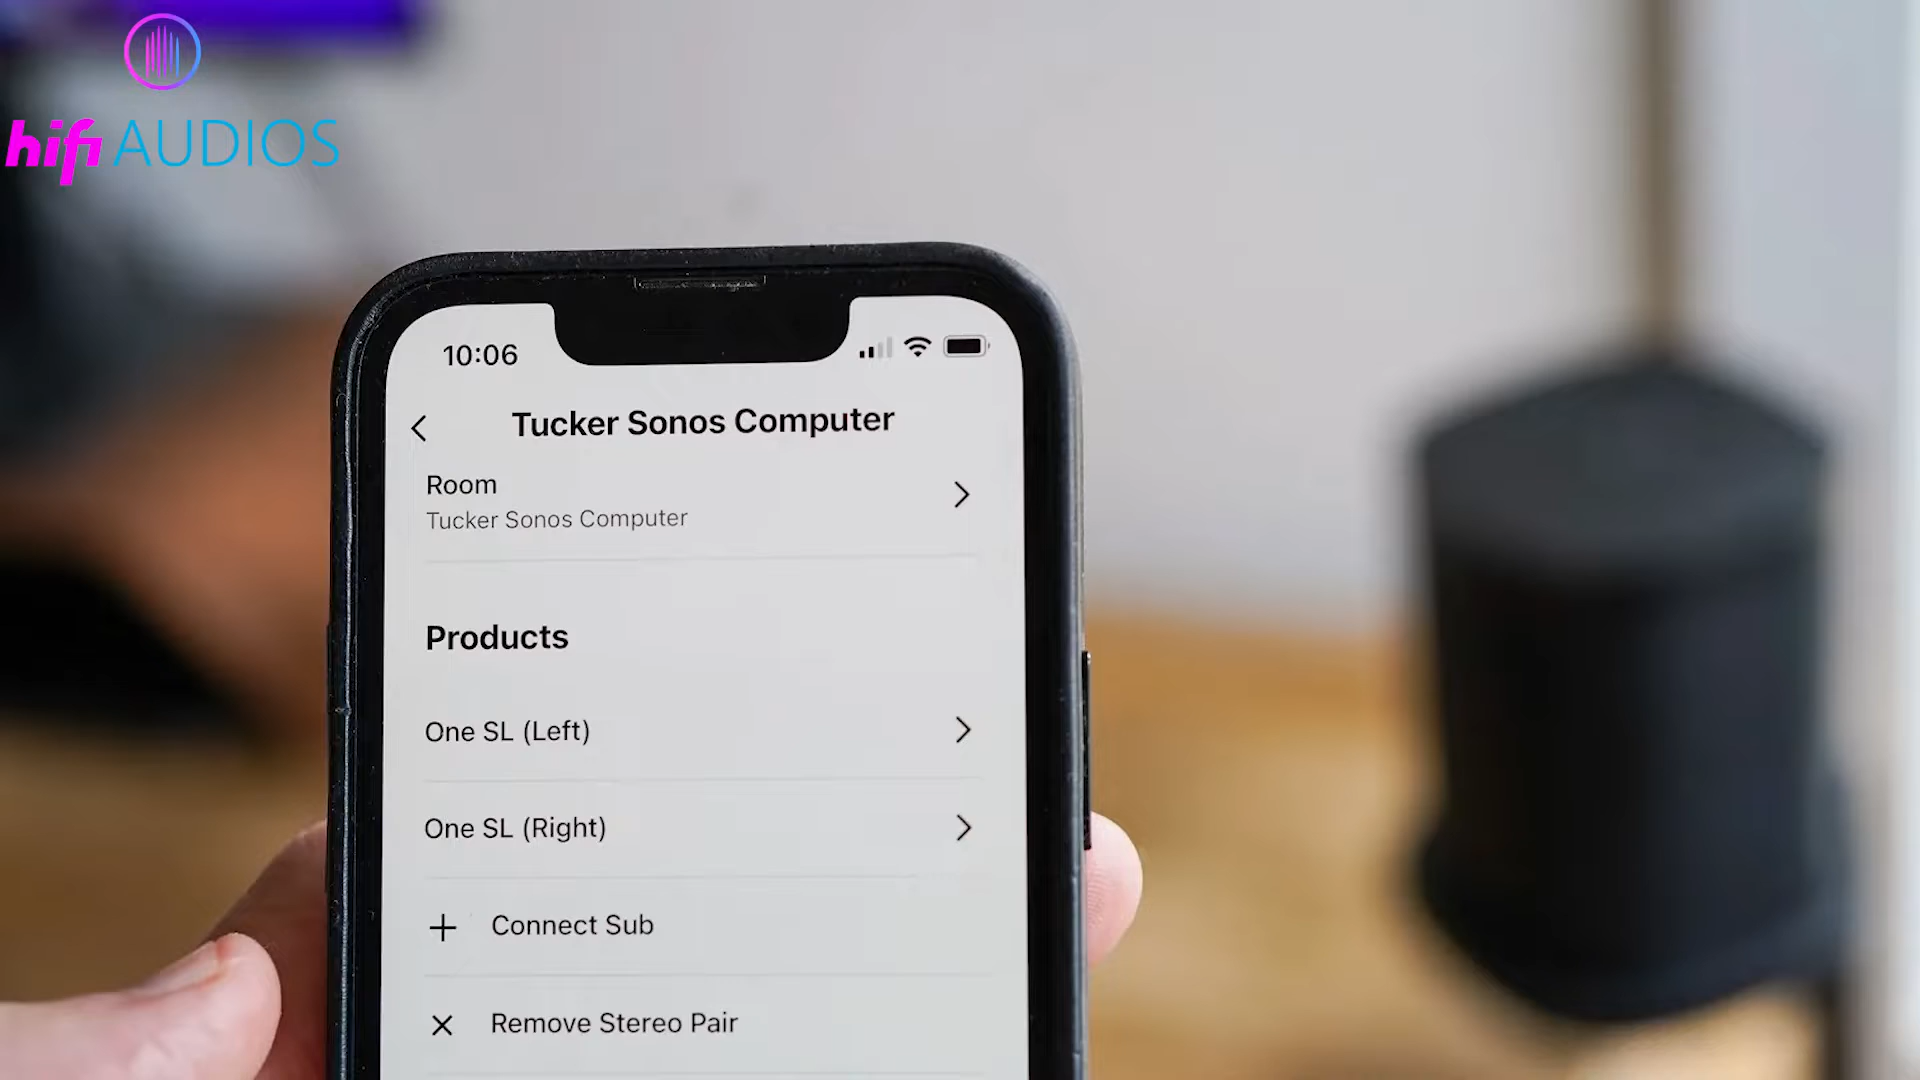 hifi AUDIOS
10:06
Tucker Sonos Computer
Room
Tucker Sonos Computer
Products
One SL (Left)
One SL (Right)
Connect Sub
Remove Stereo Pair